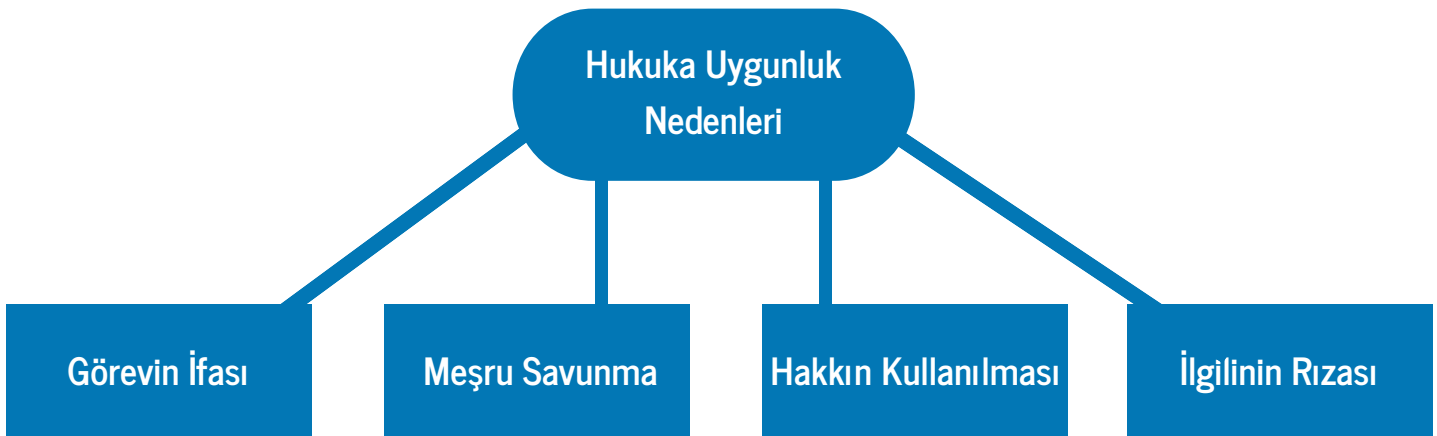 Hukuka Uygunluk
Nedenleri
Görevin İfası
Meşru Savunma
Hakkın Kullanılması
İlgilinin Rızası